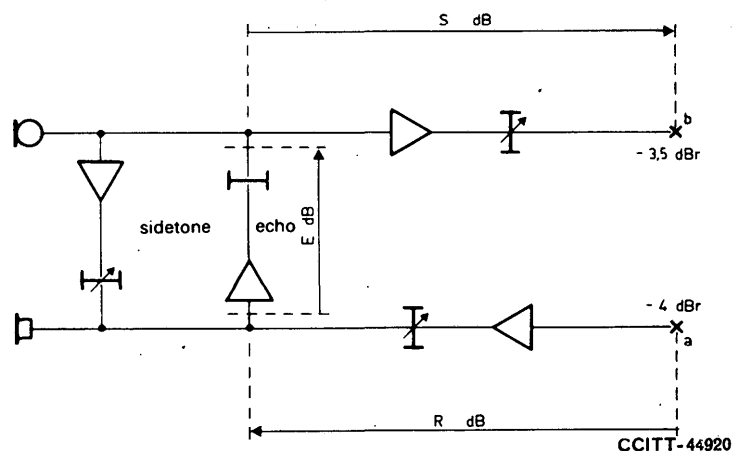 S dB
b
- 3,5 dBr
sidetone
echo
E dB
- 4 dBr
a
R dB
CCITT-44920